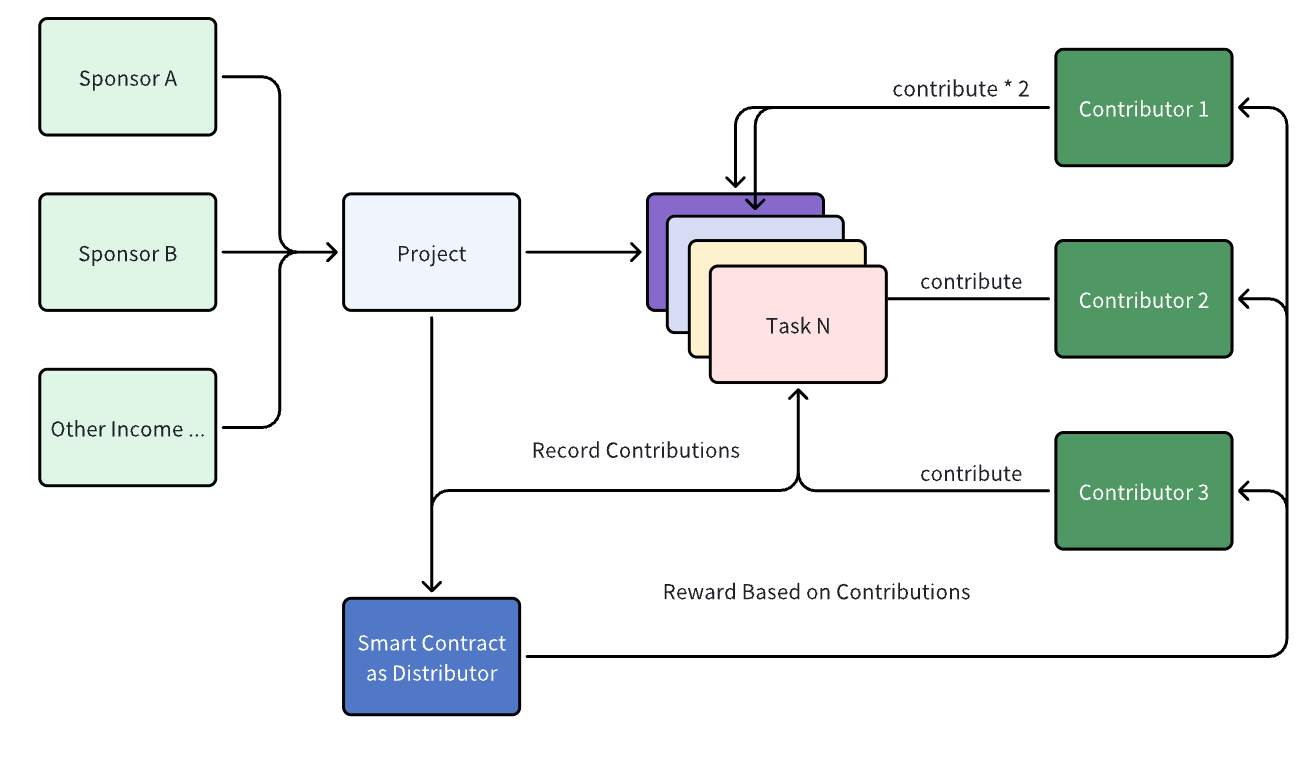 Sponsor A
Sponsor B
Other Income ...
Project
Task N
contribute * 2
contribute
contribute
Contributor 1
Contributor 2
Contributor 3
Record Contributions
Reward Based on Contributions
Smart Contract
as Distributor